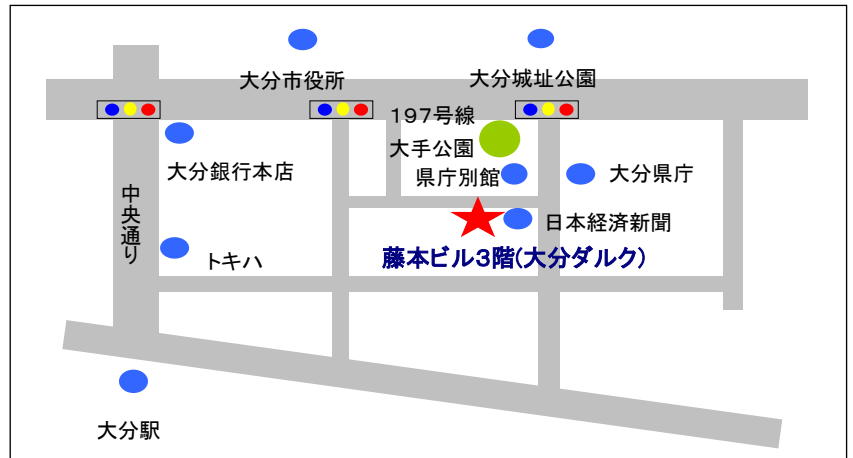 大分市役所
大分城址公園
197号線
大手公園
大分銀行本店
県庁別館
大分県庁
中央通り
日本経済新聞
トキハ
藤本ビル3階(大分ダルク)
大分駅